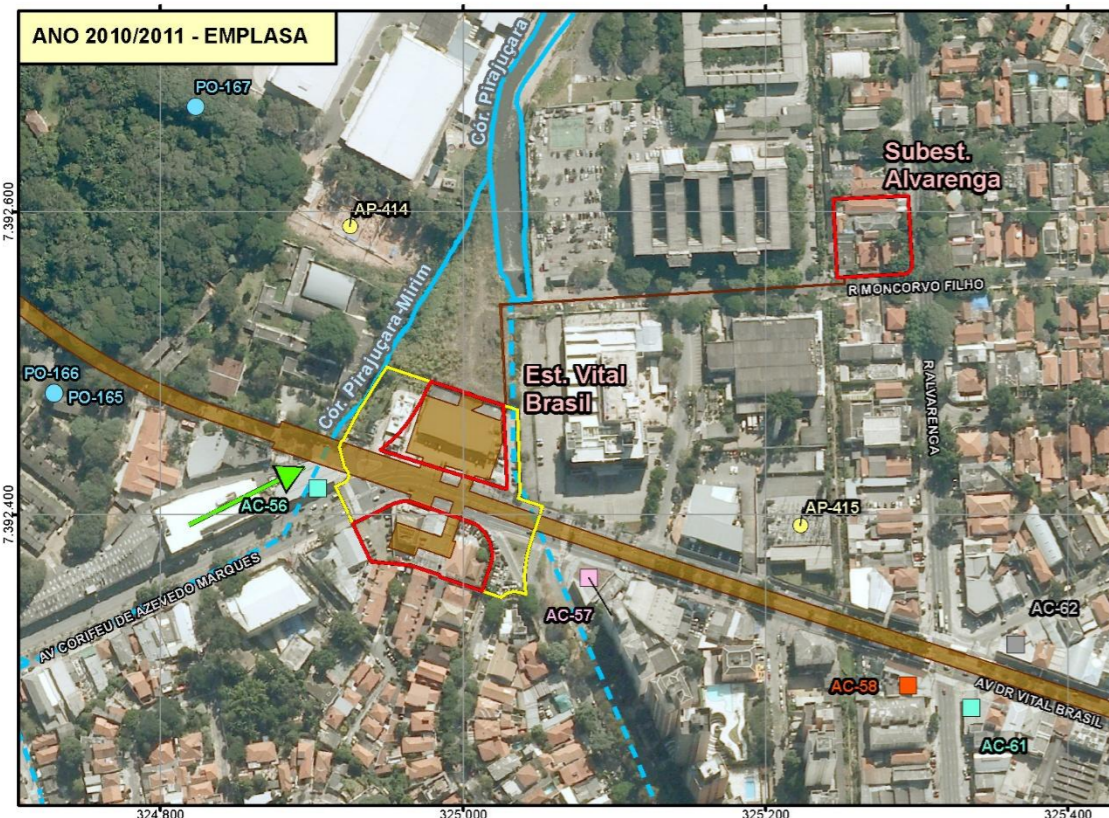 ANO 2010/2011 - EMPLASA
PO-167
Cór. Pirajuçara
Subest.
Alvarenga
7.392.600
AP-414
R MONCORVO FILHO
Cór. Pirajuçara-Mirim
PO-166
PO-165
Est. Vital
Brasil
R ALVARENGA
7.392.400
AC-56
AP-415
AV CORIFEU DE AZEVEDO MARQUES
AC-57
AC-62
AC-58
AV DR VITAL BRASIL
AC-61
324.800
325.000
325.200
325.400